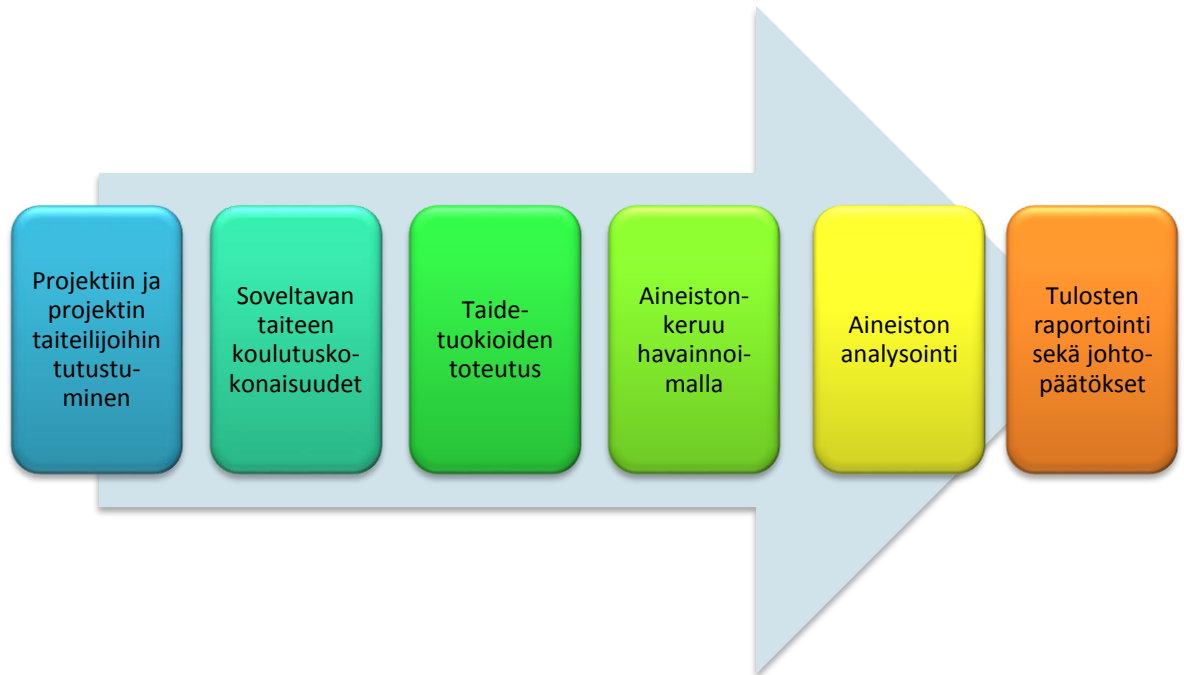 Projektiin ja
projektin
taiteilijoihin
tutustu-
minen
Soveltavan
taiteen
koulutusko-
konaisuudet
Taide-
tuokioiden
toteutus
Aineiston-
keruu
havainnoi-
malla
Aineiston
analysointi
Tulosten
raportointi
sekä johto-
päätökset